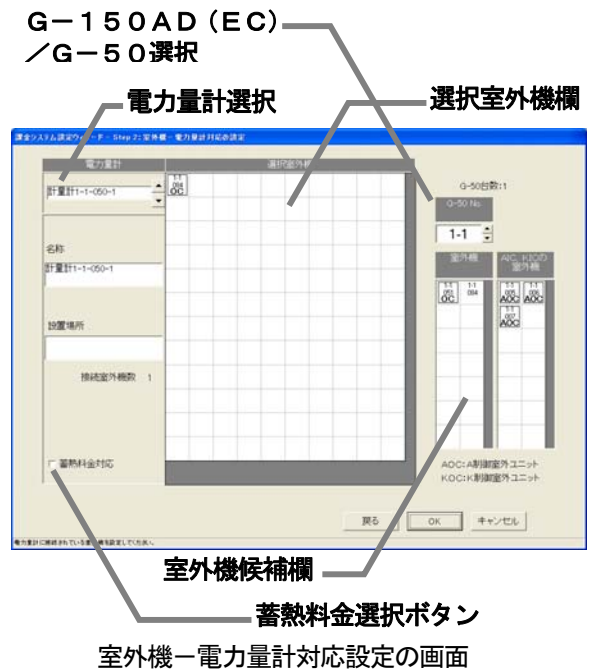 Ｇ－１５０ＡＤ（ＥＣ）
／Ｇ－５０選択
電力量計選択
選択室外機欄
課金システム設定ウィザード - Step 2: 室外機－電力量計対応の設定
電力量計
選択室外機
計量計1-1-050-1
1-1
084
OC
G-50台数:1
G-50 No.
1-1
名称
計量計1-1-050-1
室外機
AIC, KICの
室外機
1-1
051
OC
1-1
084
1-1
005
AOC
1-1
006
AOC
1-1
007
AOC
設置場所
接続室外機数 1
蓄熱料金対応
AOC:A制御室外ユニット
KOC:K制御室外ユニット
戻る
OK
キャンセル
室外機候補欄
蓄熱料金選択ボタン
室外機－電力量計対応設定の画面